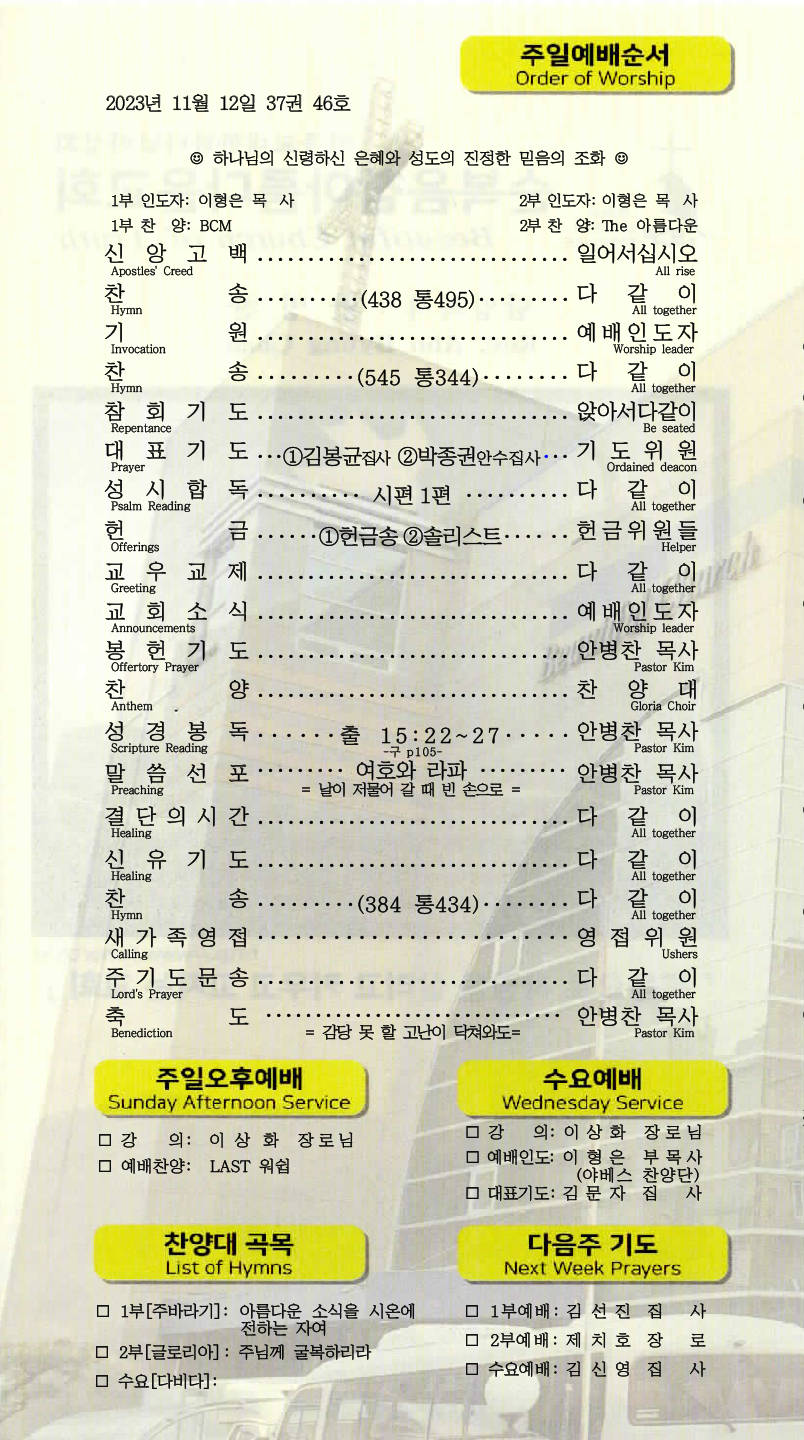 주일예배순서
Order of Worship
2023년 11월 12일 37권 46호
☺ 하나님의 신령하신 은혜와 성도의 진정한 믿음의 조화 ☺
1부 인도자: 이형은 목 사 2부 인도자: 이형은 목 사
1부 찬 양: BCM 2부 찬 양: The 아름다운
신 앙 고 백 .............................. 일어서십시오
Apostles' Creed All rise
찬 송 ..........(438 통495)......... 다 같 이
Hymn All together
기 원 .............................. 예배인도자
Invocation Worship leader
찬 송 ..........(545 통344)........ 다 같 이
Hymn All together
참 회 기 도 .............................. 앉아서다같이
Repentance Be seated
대 표 기 도 ...①김봉균집사 ②박종권안수집사... 기 도 위 원
Prayer Ordained deacon
성 시 합 독 .......... 시편 1편 .......... 다 같 이
Psalm Reading All together
헌 금 ......①헌금송 ②솔리스트...... 헌금위원들
Offerings Helper
교 우 교 제 .............................. 다 같 이
Greeting All together
교 회 소 식 .............................. 예배인도자
Announcements Worship leader
봉 헌 기 도 .............................. 안병찬 목사
Offertory Prayer Pastor Kim
찬 양 .............................. 찬 양 대
Anthem Gloria Choir
성 경 봉 독 ......출 15:22~27..... 안병찬 목사
Scripture Reading -구 p105- Pastor Kim
말 씀 선 포 ......... 여호와 라파 ......... 안병찬 목사
Preaching = 날이 저물어 갈 때 빈 손으로 = Pastor Kim
결단의시간 .............................. 다 같 이
Healing All together
신 유 기 도 .............................. 다 같 이
Healing All together
찬 송 ..........(384 통434)........ 다 같 이
Hymn All together
새가족영접 .............................. 영 접 위 원
Calling Ushers
주기도문송 .............................. 다 같 이
Lord's Prayer All together
축 도 .............................. 안병찬 목사
Benediction = 감당 못 할 고난이 닥쳐와도= Pastor Kim
주일오후예배
Sunday Afternoon Service
□ 강 의: 이 상 화 장로님
□ 예배찬양: LAST 워쉽
수요예배
Wednesday Service
□ 강 의: 이 상 화 장로님
□ 예배인도: 이 형 은 부목사
(야베스 찬양단)
□ 대표기도: 김 문 자 집 사
찬양대 곡목
List of Hymns
□ 1부[주바라기]: 아름다운 소식을 시온에
전하는 자여
□ 2부[글로리아]: 주님께 굴복하리라
□ 수요[다비다]:
다음주 기도
Next Week Prayers
□ 1부예배: 김 선 진 집 사
□ 2부예배: 제 치 호 장 로
□ 수요예배: 김 신 영 집 사